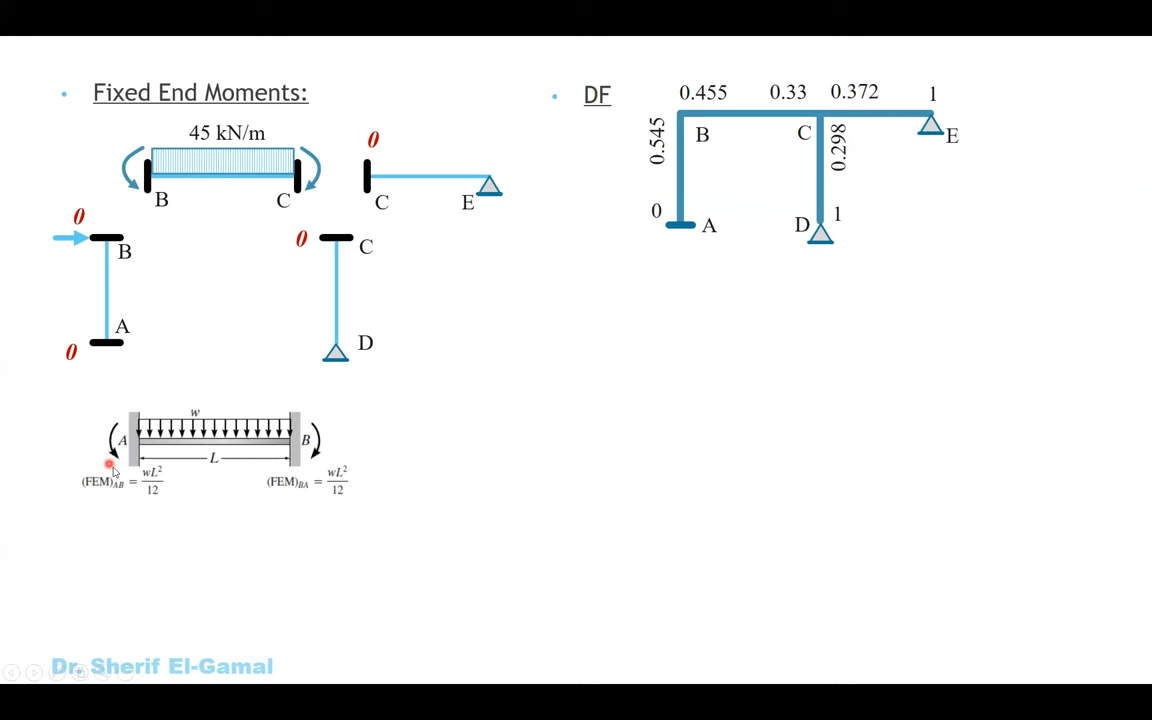 • Fixed End Moments:
45 kN/m
B
C
0
C
E
0
B
A
0
0
C
D
w
A
B
L
(FEM)AB = wL²/12
(FEM)BA = wL²/12
• DF
0.455 0.33 0.372 1
0.545
B
C
0.298
E
0
A
D
1
Dr. Sherif El-Gamal